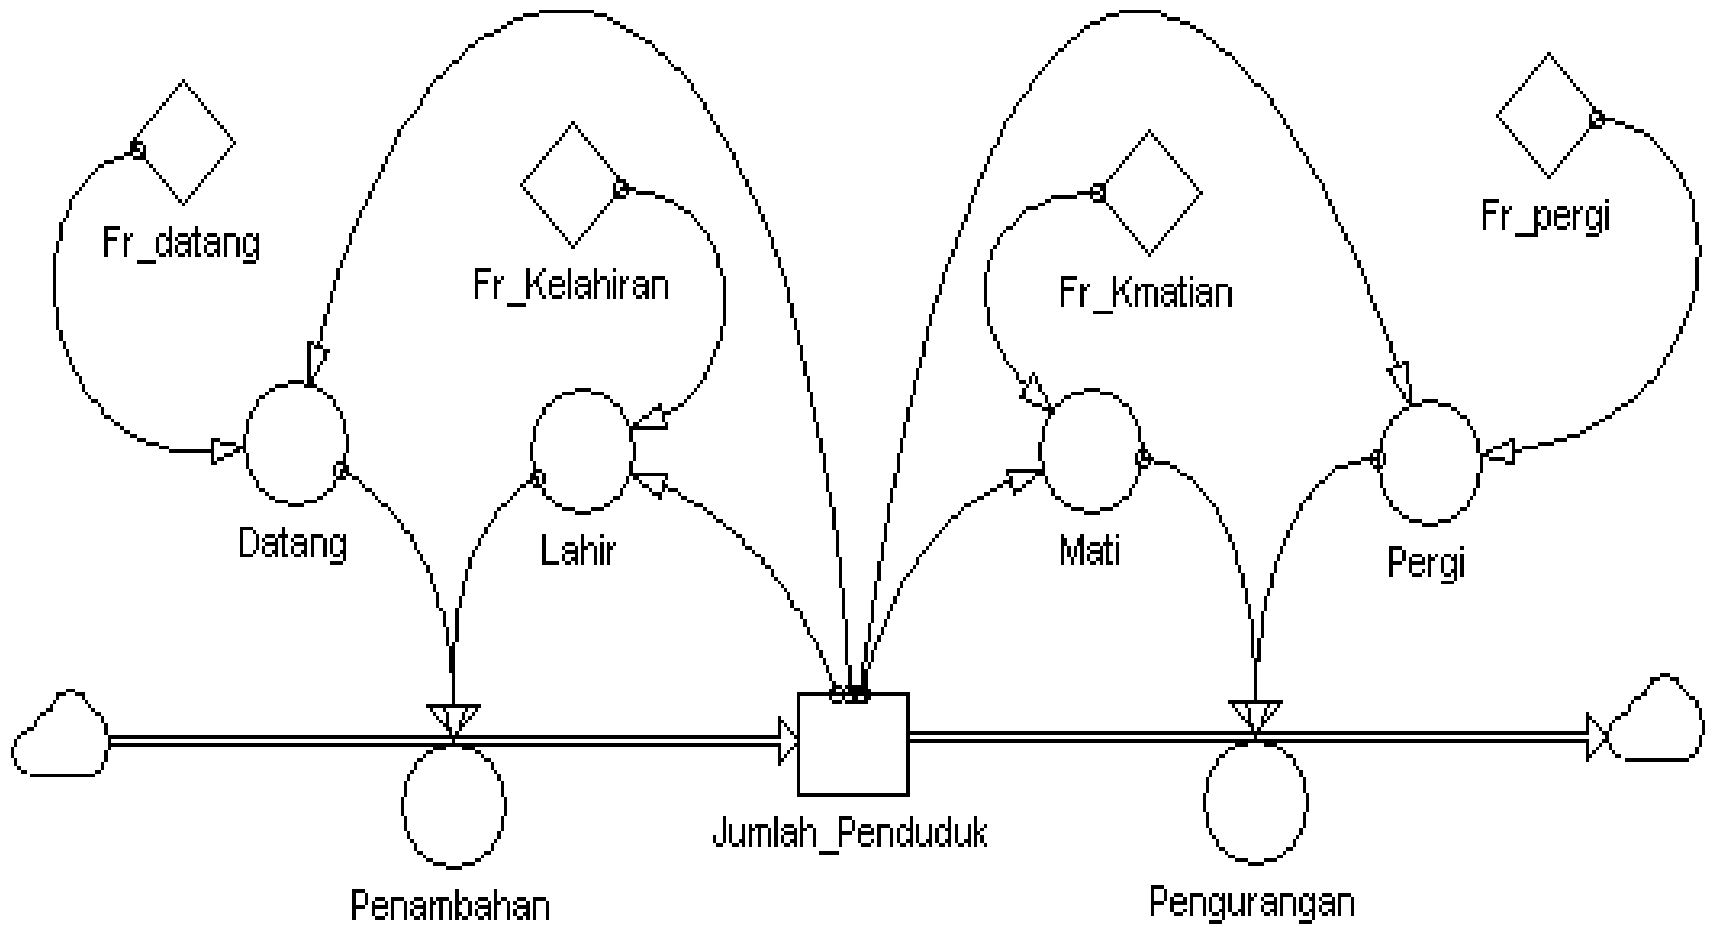 Fr_datang
Fr_Kelahiran
Fr_Kmatian
Fr_pergi
Datang
Lahir
Mati
Pergi
Penambahan
Jumlah_Penduduk
Pengurangan